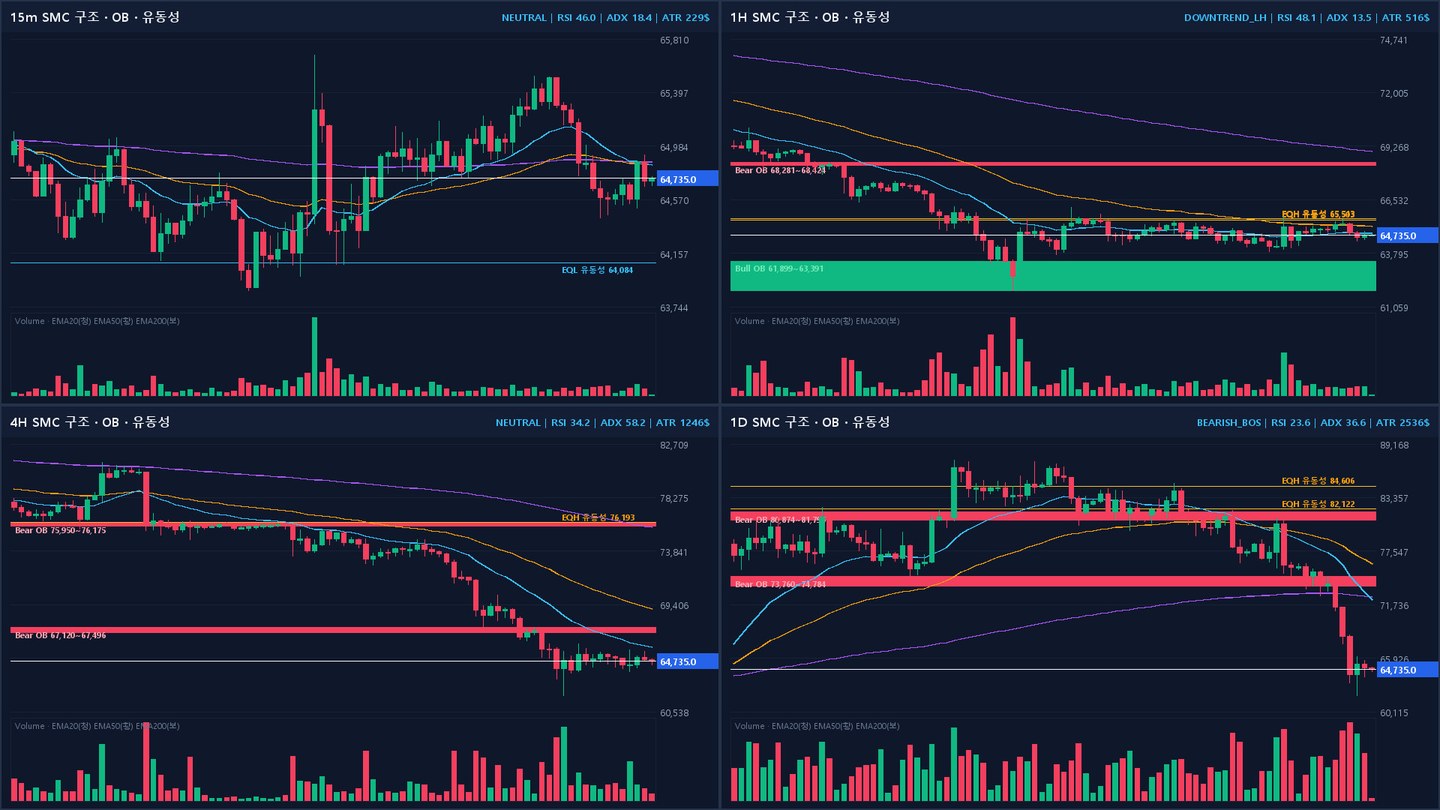 15m SMC 구조 · OB · 유동성
NEUTRAL | RSI 46.0 | ADX 18.4 | ATR 229$
65,810
65,397
64,984
64,735.0
64,570
64,157
EQL 유동성 64,084
63,744
Volume · EMA20(청) EMA50(황) EMA200(보)
1H SMC 구조 · OB · 유동성
DOWNTREND_LH | RSI 48.1 | ADX 13.5 | ATR 516$
74,741
72,005
69,268
Bear OB 68,281~68,424
66,532
EQH 유동성 65,503
64,735.0
63,795
Bull OB 61,899~63,391
61,059
Volume · EMA20(청) EMA50(황) EMA200(보)
4H SMC 구조 · OB · 유동성
NEUTRAL | RSI 34.2 | ADX 58.2 | ATR 1246$
82,709
78,275
EQH 유동성 76,193
Bear OB 75,950~76,175
73,841
69,406
Bear OB 67,120~67,496
64,735.0
60,538
Volume · EMA20(청) EMA50(황) EMA200(보)
1D SMC 구조 · OB · 유동성
BEARISH_BOS | RSI 23.6 | ADX 36.6 | ATR 2536$
89,168
EQH 유동성 84,606
83,357
EQH 유동성 82,122
77,547
Bear OB 73,760~74,784
71,736
65,926
64,735.0
60,115
Volume · EMA20(청) EMA50(황) EMA200(보)